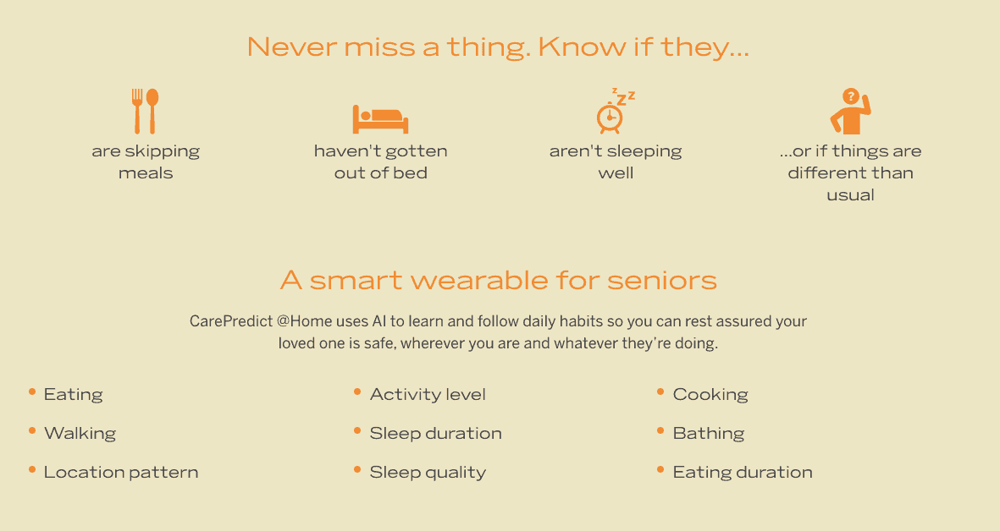 Never miss a thing. Know if they...
z z z
?
are skipping
meals
haven't gotten
out of bed
aren't sleeping
well
...or if things are
different than
usual
A smart wearable for seniors
CarePredict @Home uses AI to learn and follow daily habits so you can rest assured your
loved one is safe, wherever you are and whatever they're doing.
• Eating
• Walking
• Location pattern
• Activity level
• Sleep duration
• Sleep quality
• Cooking
• Bathing
• Eating duration